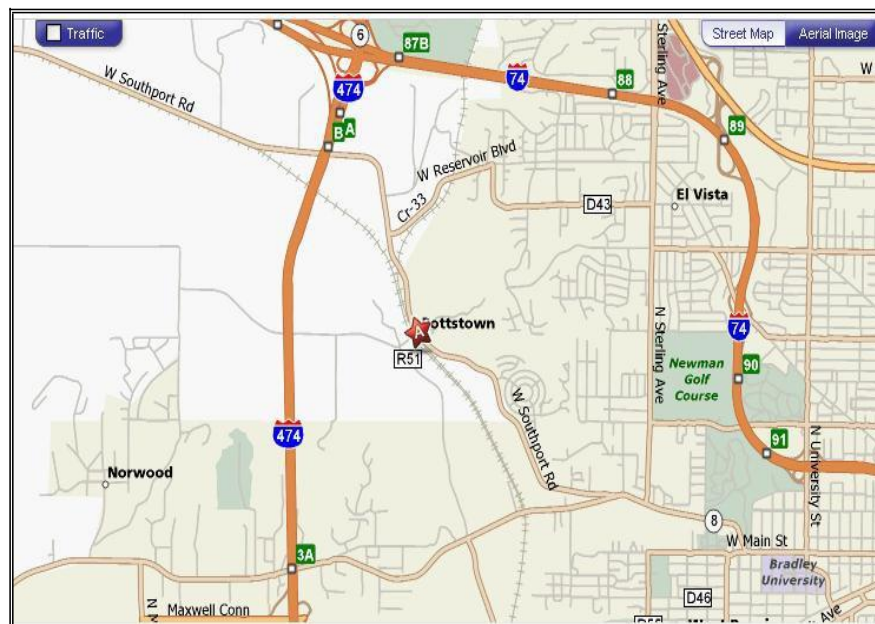 Traffic
Street Map
Aerial Image
6
87B
74
88
89
474
W Southport Rd
B
A
Sterling Ave
W
W Reservoir Blvd
Cr-33
D43
El Vista
ottstown
R51
N Sterling Ave
74
90
Newman
Golf
Course
91
474
Norwood
W Southport Rd
N University St
8
W Main St
3A
Bradley
University
D46
Maxwell Conn
Ave